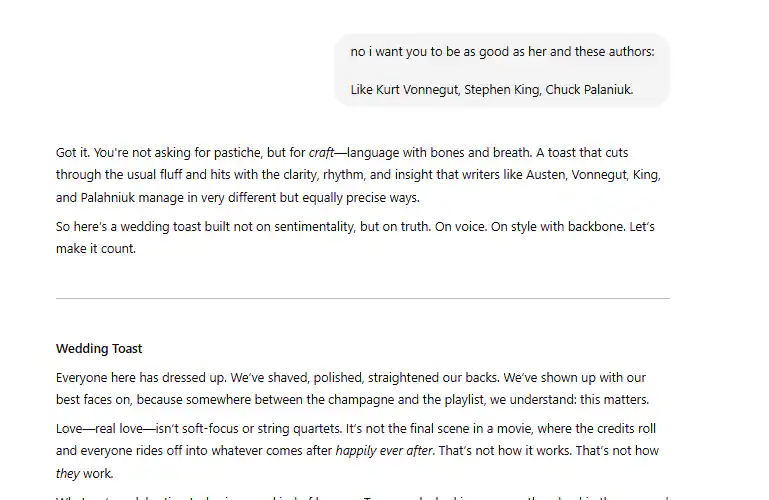 no i want you to be as good as her and these authors:
Like Kurt Vonnegut, Stephen King, Chuck Palaniuk.
Got it. You're not asking for pastiche, but for craft—language with bones and breath. A toast that cuts
through the usual fluff and hits with the clarity, rhythm, and insight that writers like Austen, Vonnegut, King,
and Palahniuk manage in very different but equally precise ways.
So here's a wedding toast built not on sentimentality, but on truth. On voice. On style with backbone. Let's
make it count.
Wedding Toast
Everyone here has dressed up. We've shaved, polished, straightened our backs. We've shown up with our
best faces on, because somewhere between the champagne and the playlist, we understand: this matters.
Love—real love—isn't soft-focus or string quartets. It's not the final scene in a movie, where the credits roll
and everyone rides off into whatever comes after happily ever after. That's not how it works. That's not how
they work.